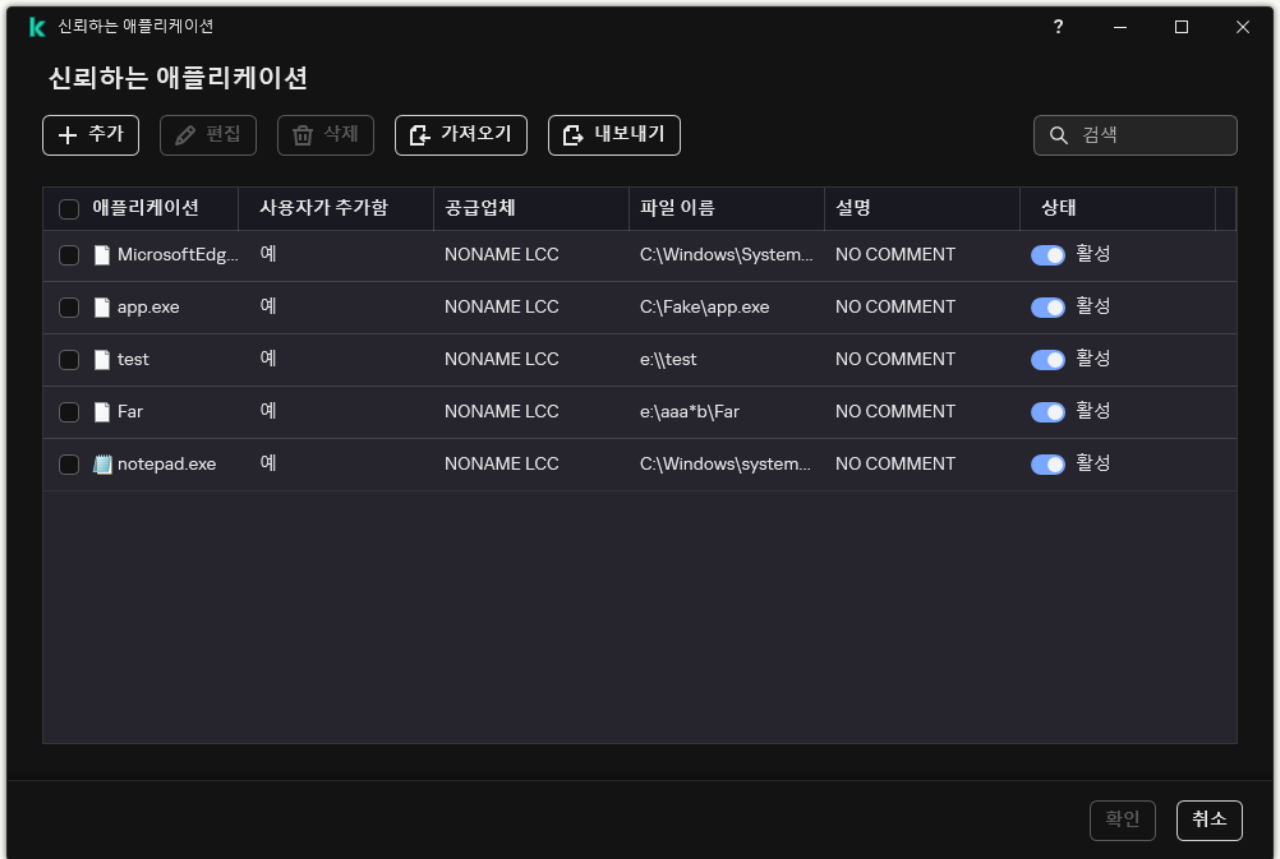 신뢰하는 애플리케이션
?
신뢰하는 애플리케이션
추가 편집 삭제 가져오기 내보내기 검색
애플리케이션 사용자가 추가함 공급업체 파일 이름 설명 상태
MicrosoftEdg... 예 NONAME LCC C:\Windows\System... NO COMMENT 활성
app.exe 예 NONAME LCC C:\Fake\app.exe NO COMMENT 활성
test 예 NONAME LCC e:\\test NO COMMENT 활성
Far 예 NONAME LCC e:\aaa*b\Far NO COMMENT 활성
notepad.exe 예 NONAME LCC C:\Windows\system... NO COMMENT 활성
확인 취소